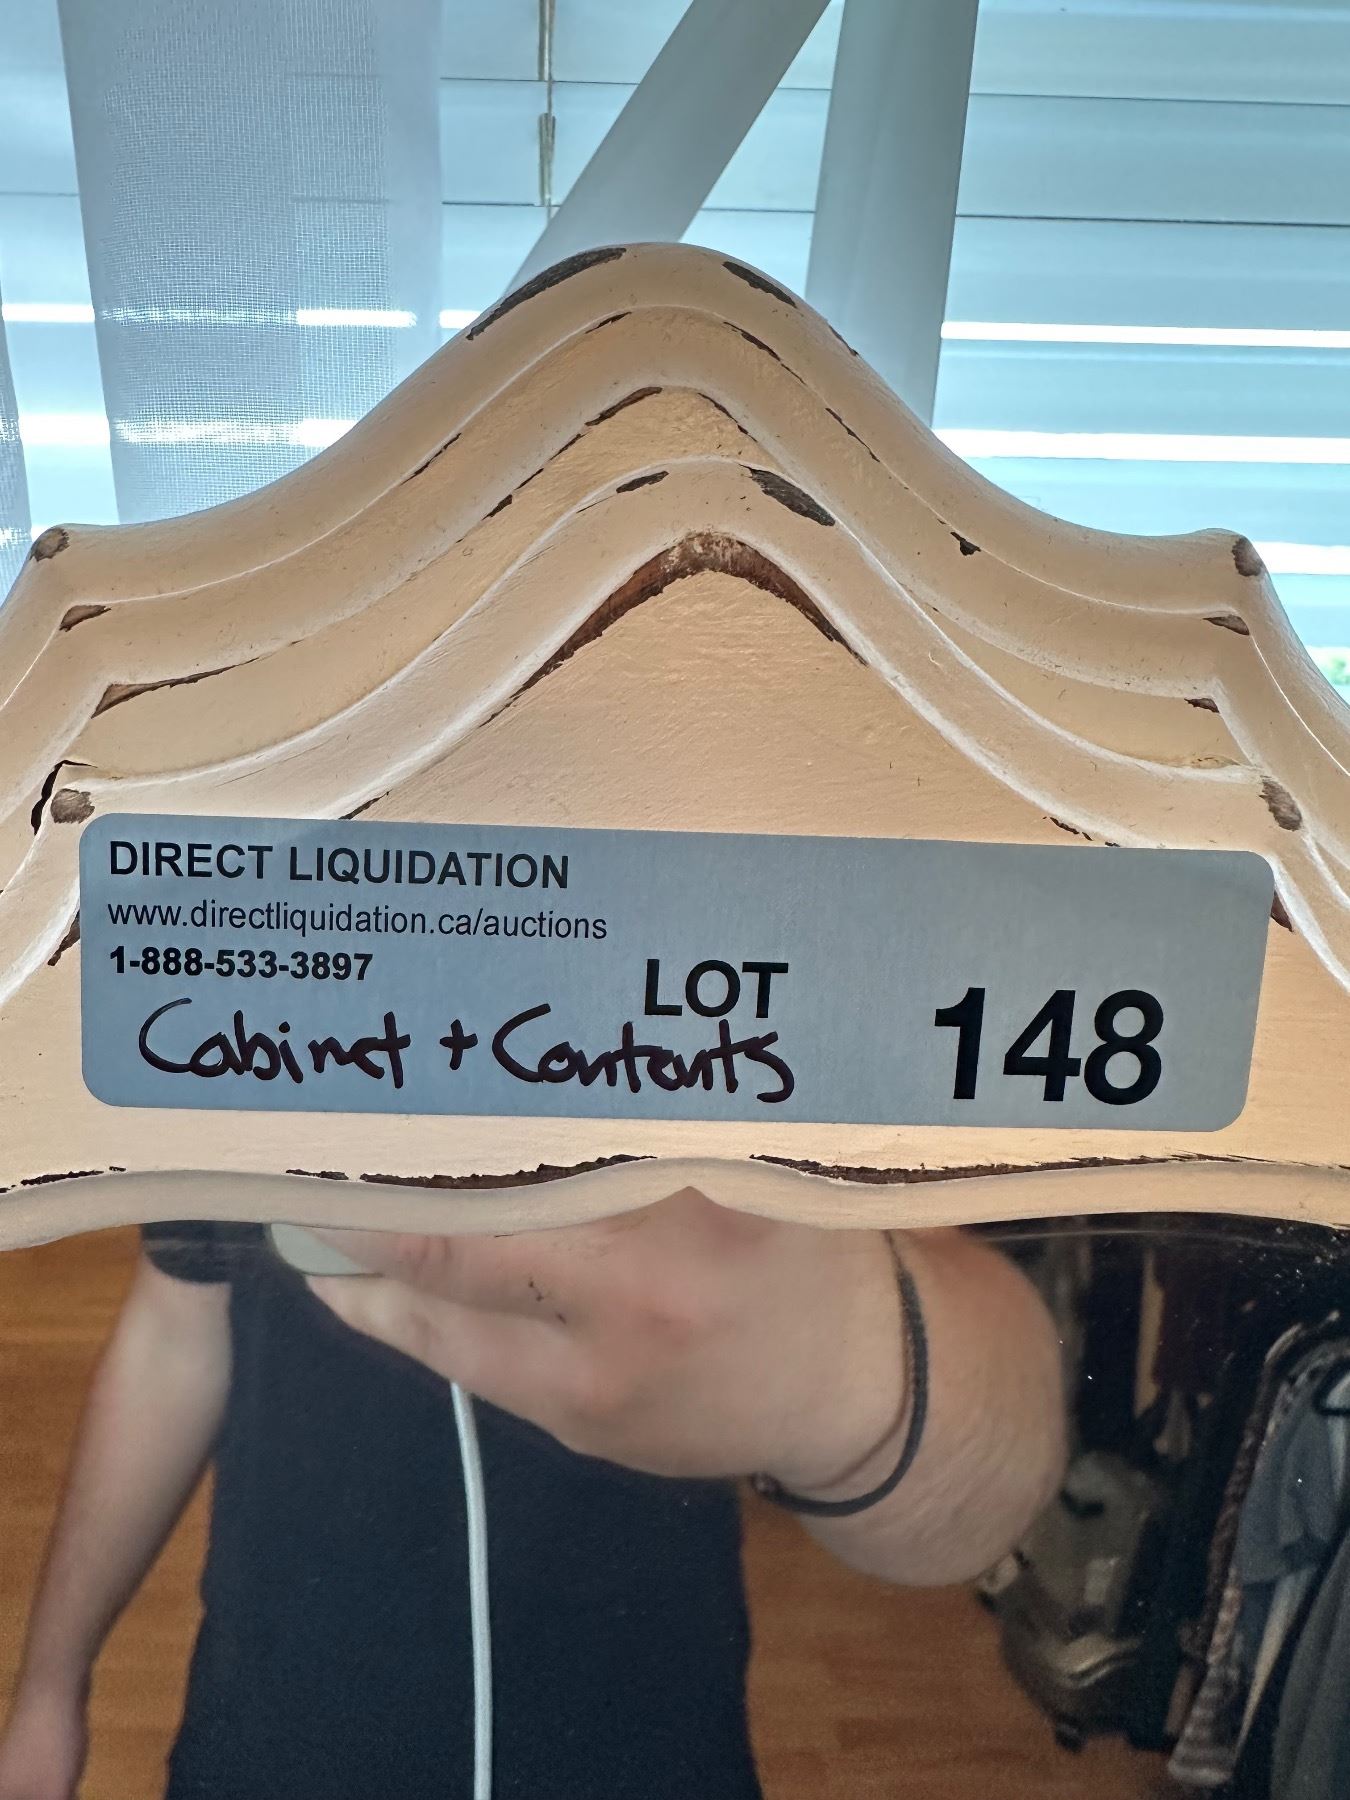 DIRECT LIQUIDATION
www.directliquidation.ca/auctions
1-888-533-3897
LOT 148
Cabinet + Contents